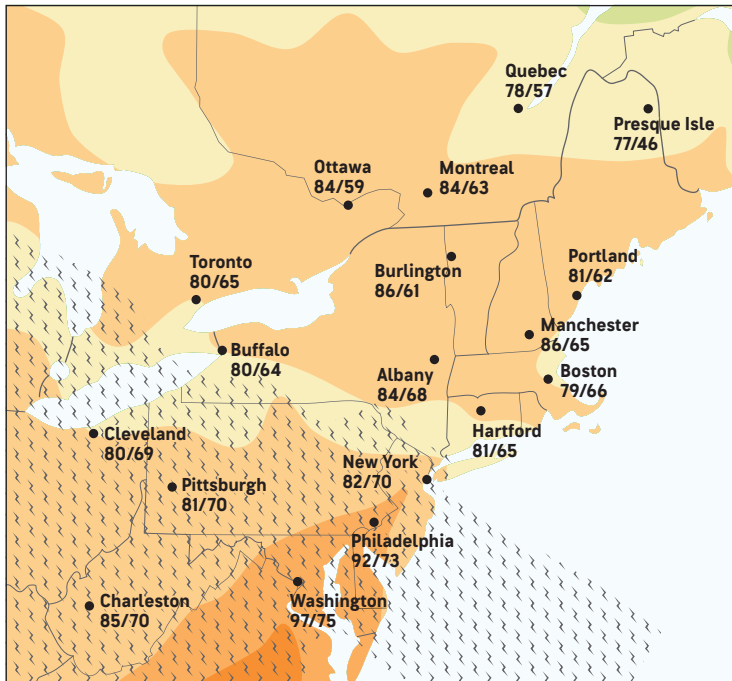 Quebec
78/57
Presque Isle
77/46
Ottawa
84/59
Montreal
84/63
Toronto
80/65
Burlington
86/61
Portland
81/62
Manchester
86/65
Buffalo
80/64
Albany
84/68
Boston
79/66
Cleveland
80/69
Hartford
81/65
New York
82/70
Pittsburgh
81/70
Philadelphia
92/73
Charleston
85/70
Washington
97/75